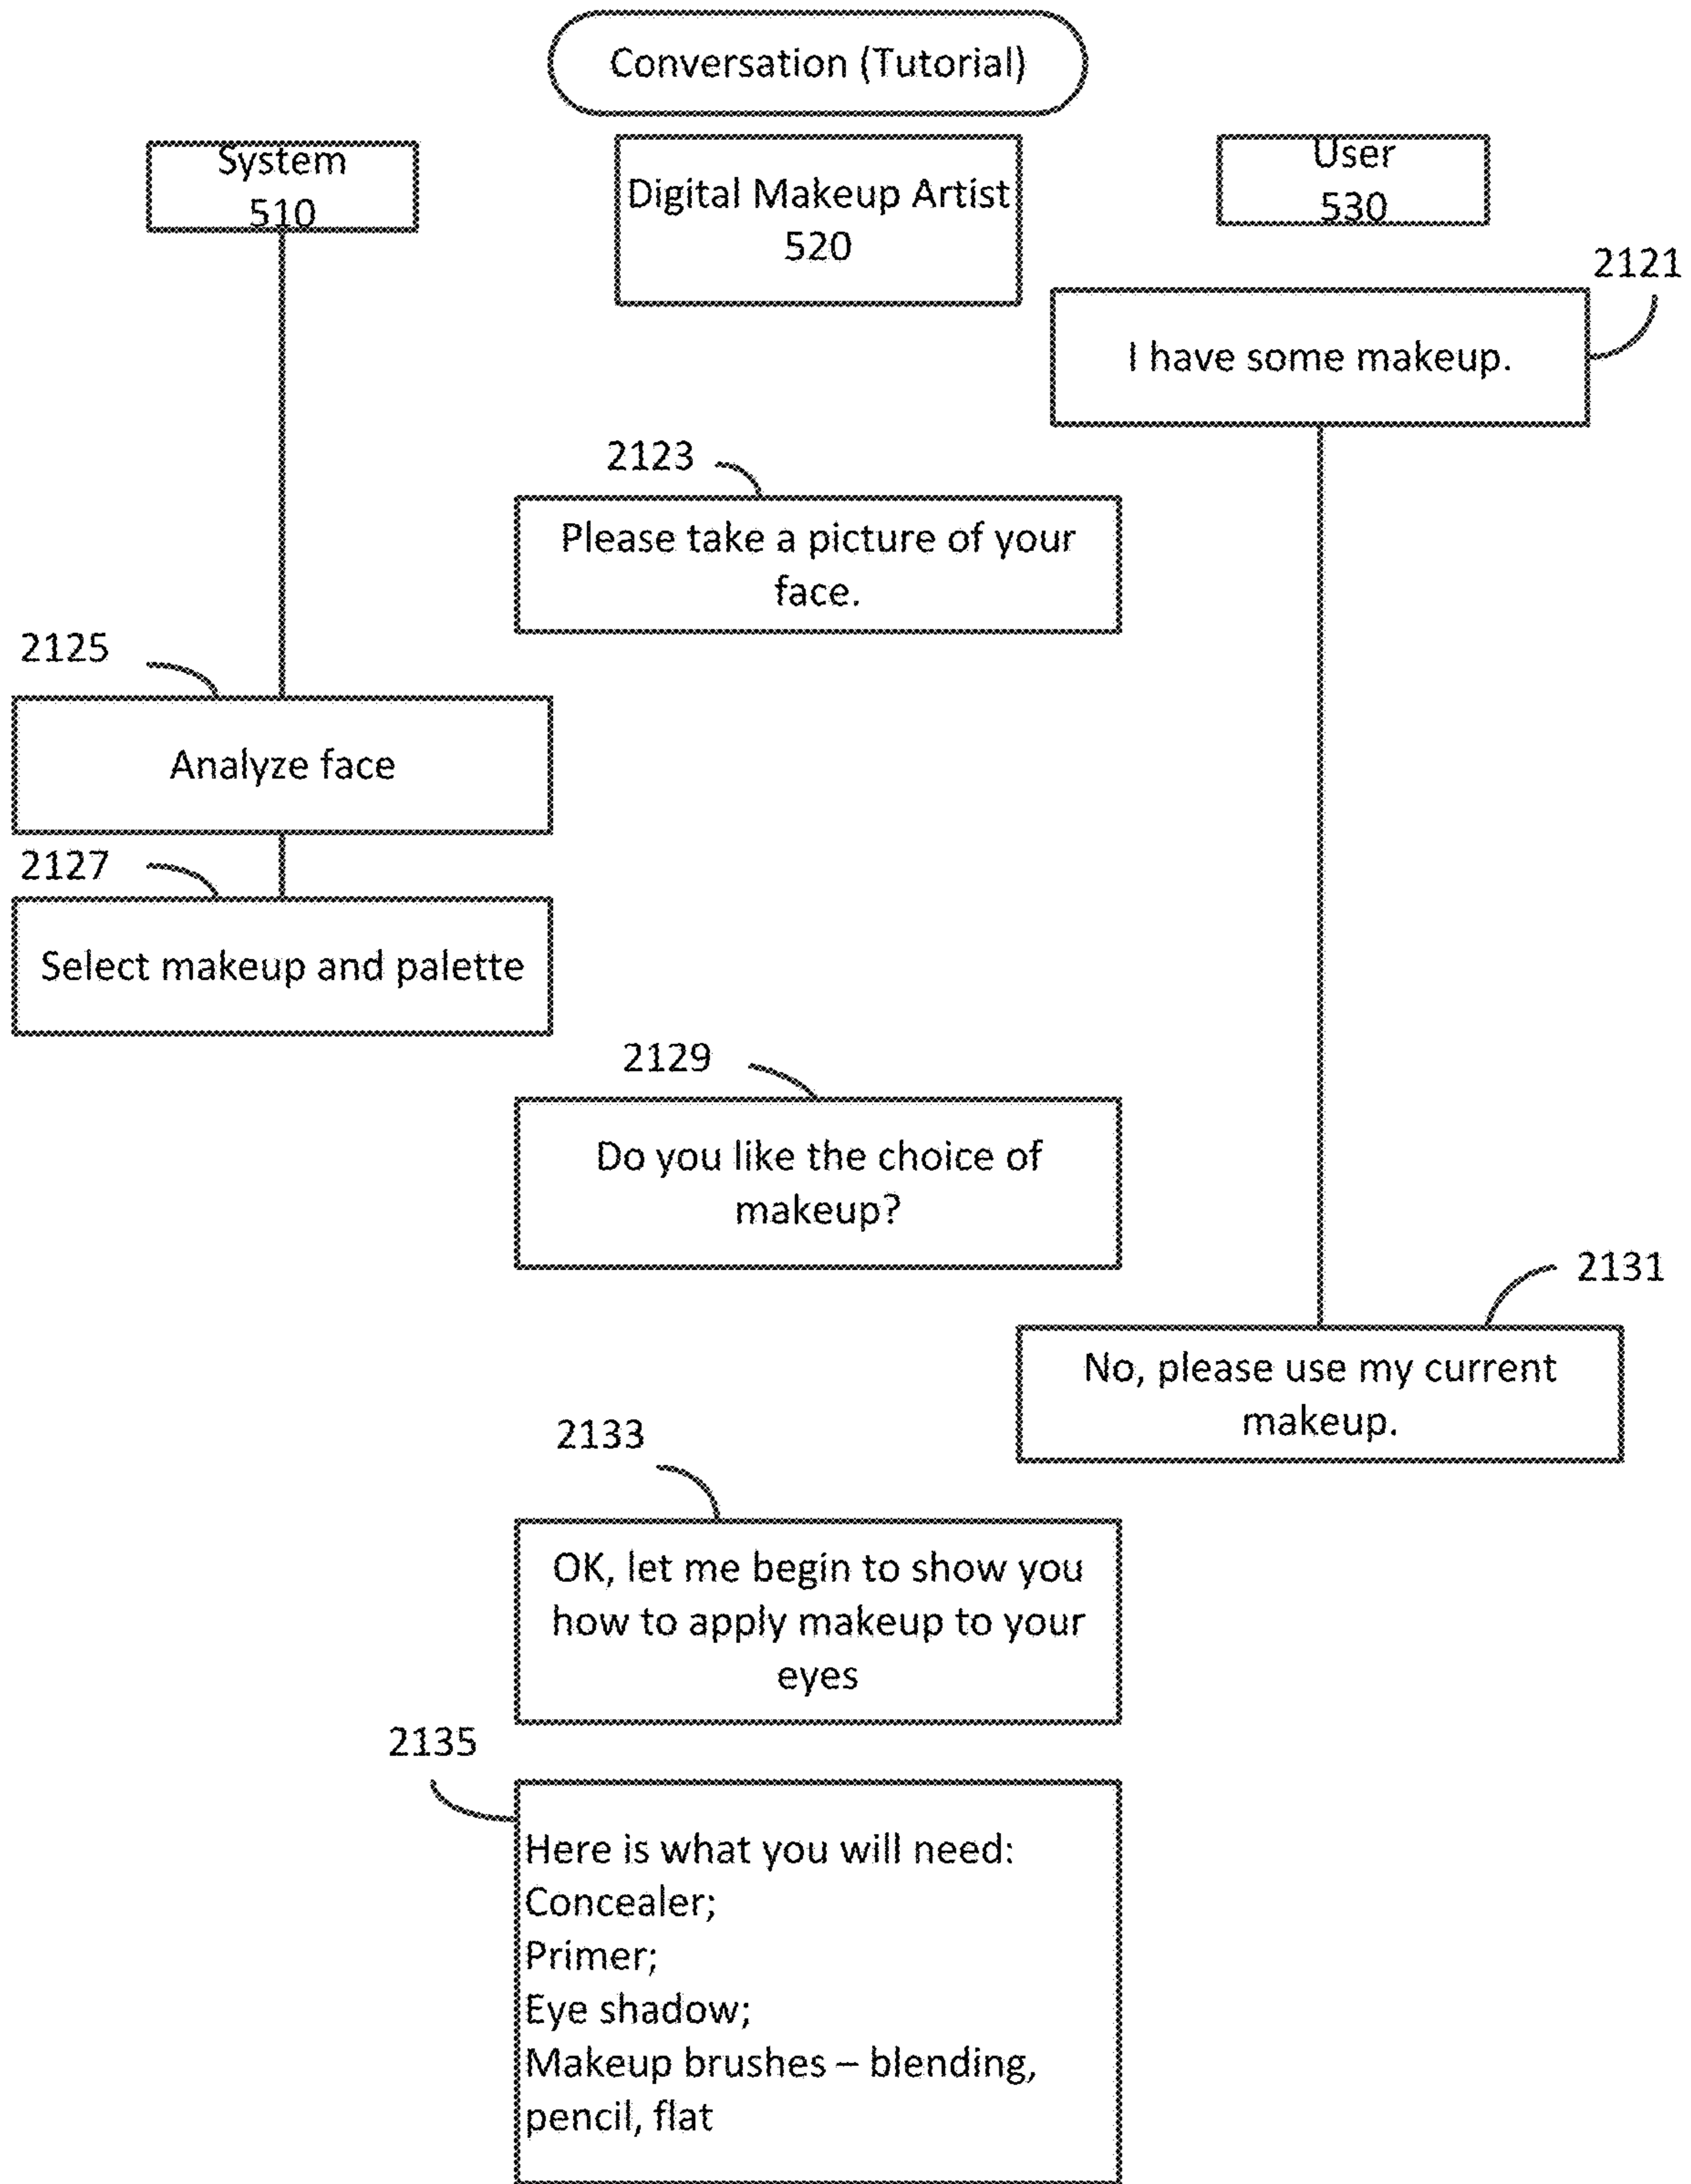 Conversation (Tutorial)
System
510
Digital Makeup Artist
520
User
530
2121
I have some makeup.
2123
Please take a picture of your
face.
2125
Analyze face
2127
Select makeup and palette
2129
Do you like the choice of
makeup?
2131
No, please use my current
makeup.
2133
OK, let me begin to show you
how to apply makeup to your
eyes
2135
Here is what you will need:
Concealer;
Primer;
Eye shadow;
Makeup brushes – blending,
pencil, flat